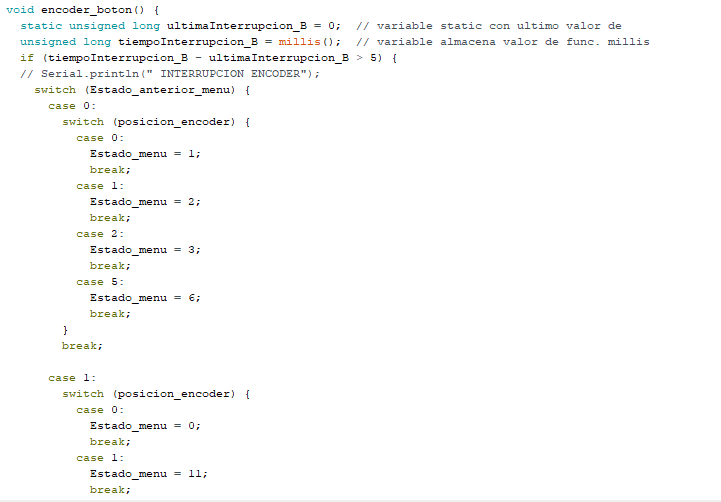 void encoder_boton() {
static unsigned long ultimaInterrupcion_B = 0;  // variable static con ultimo valor de
unsigned long tiempoInterrupcion_B = millis();  // variable almacena valor de func. millis
if (tiempoInterrupcion_B - ultimaInterrupcion_B > 5) {
// Serial.println(" INTERRUPCION ENCODER");
switch (Estado_anterior_menu) {
case 0:
switch (posicion_encoder) {
case 0:
Estado_menu = 1;
break;
case 1:
Estado_menu = 2;
break;
case 2:
Estado_menu = 3;
break;
case 5:
Estado_menu = 6;
break;
}
break;
case 1:
switch (posicion_encoder) {
case 0:
Estado_menu = 0;
break;
case 1:
Estado_menu = 11;
break;